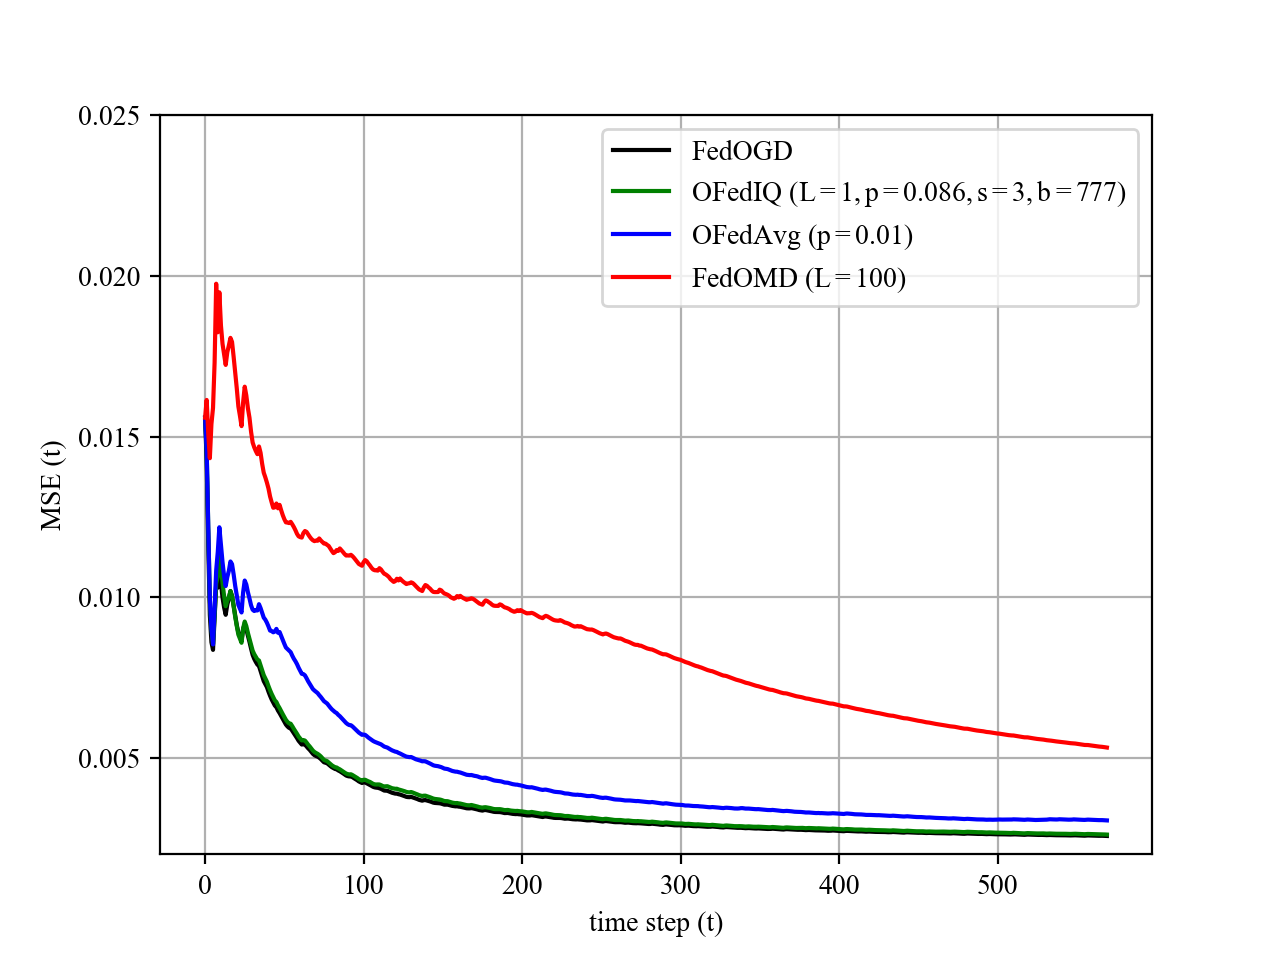 0.025
0.020
0.015
0.010
0.005
MSE (t)
FedOGD
OFedIQ (L = 1, p = 0.086, s = 3, b = 777)
OFedAvg (p = 0.01)
FedOMD (L = 100)
0 100 200 300 400 500
time step (t)